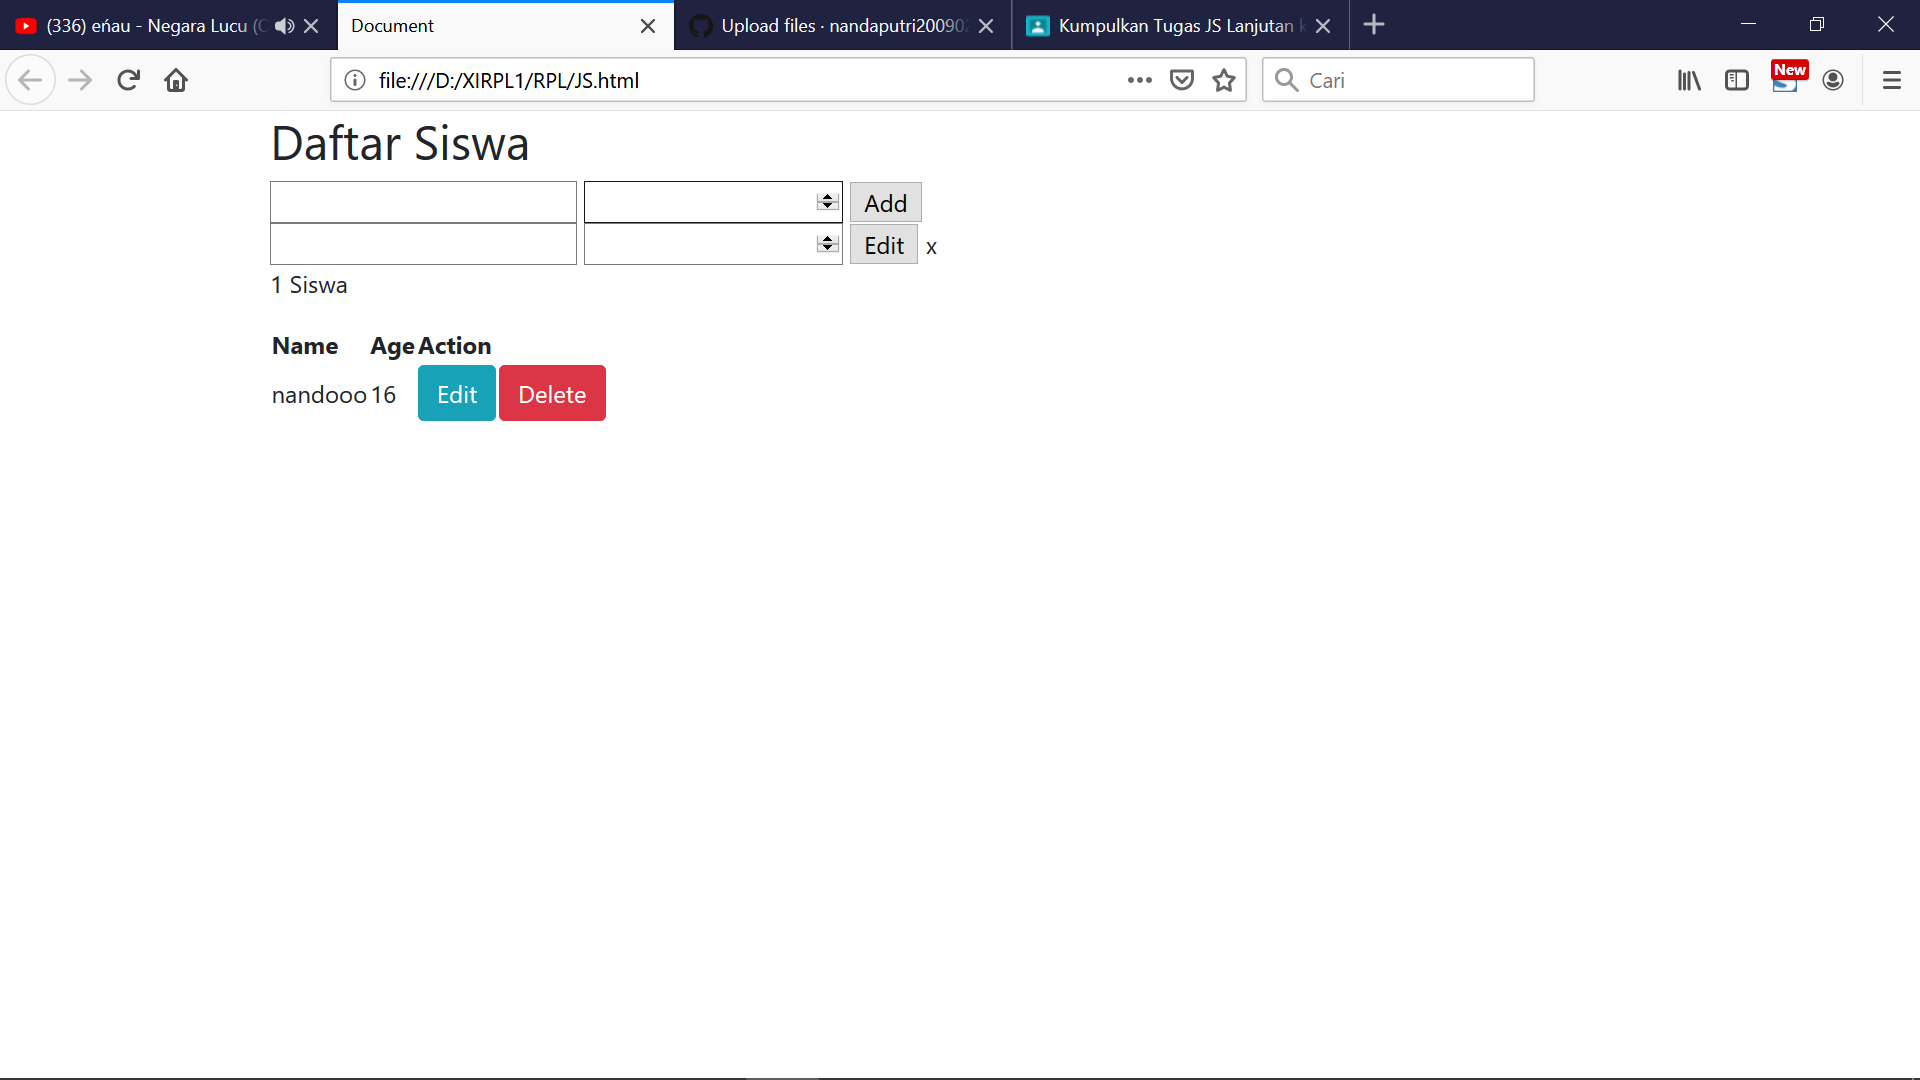 (336) eńau - Negara Lucu (
Document
Upload files · nandaputri20090
Kumpulkan Tugas JS Lanjutan
file:///D:/XIRPL1/RPL/JS.html
Cari
New
Daftar Siswa
Add
Edit x
1 Siswa
Name Age Action
nandooo 16 Edit Delete